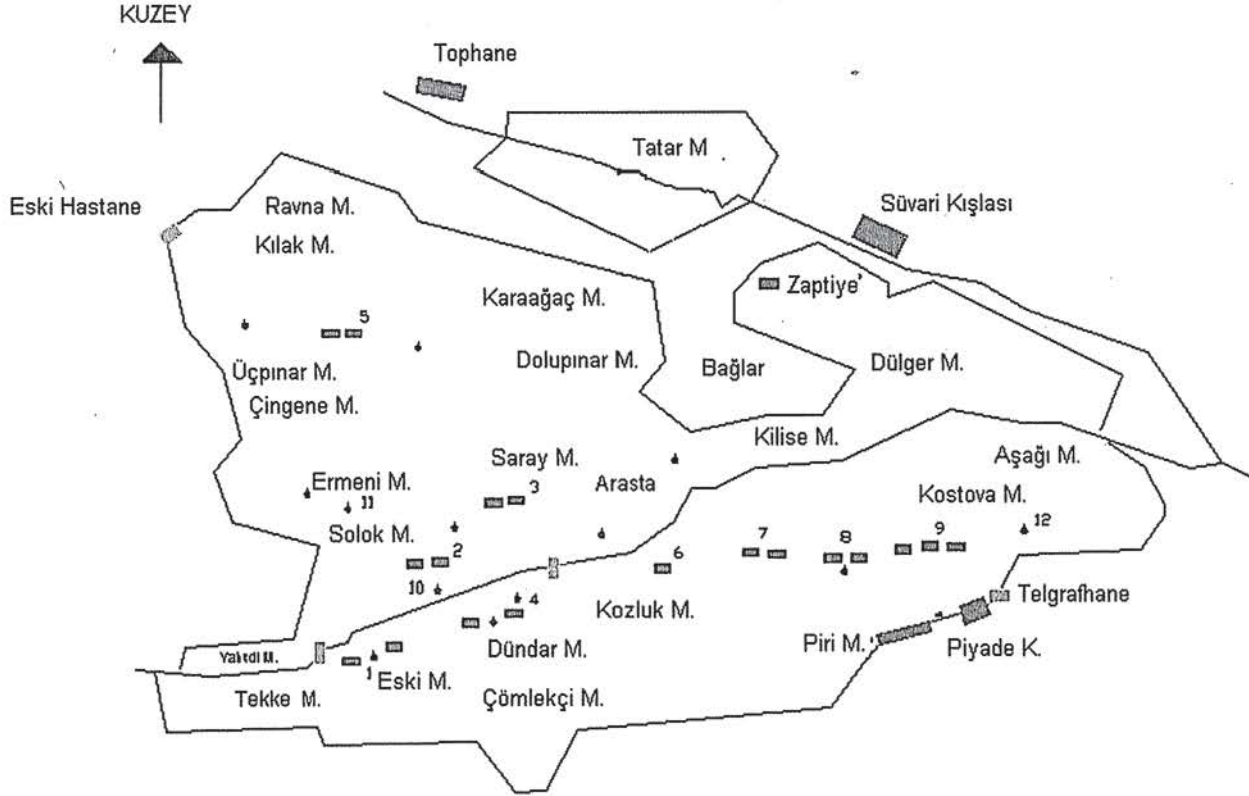 KUZEY
Tophane
Tatar M
Eski Hastane
Ravna M.
Süvari Kışlası
Kılak M.
Zaptiye
Karaağaç M.
5
Üçpınar M.
Dolupınar M.
Bağlar
Dülger M.
Çingene M.
Kilise M.
Saray M.
Aşağı M.
Ermeni M.
3
Arasta
Kostova M.
11
Solok M.
12
2
7
8
9
6
10
4
Kozluk M.
Telgrafhane
Piri M.
Piyade K.
Dündar M.
1
Eski M.
Tekke M.
Çömlekçi M.